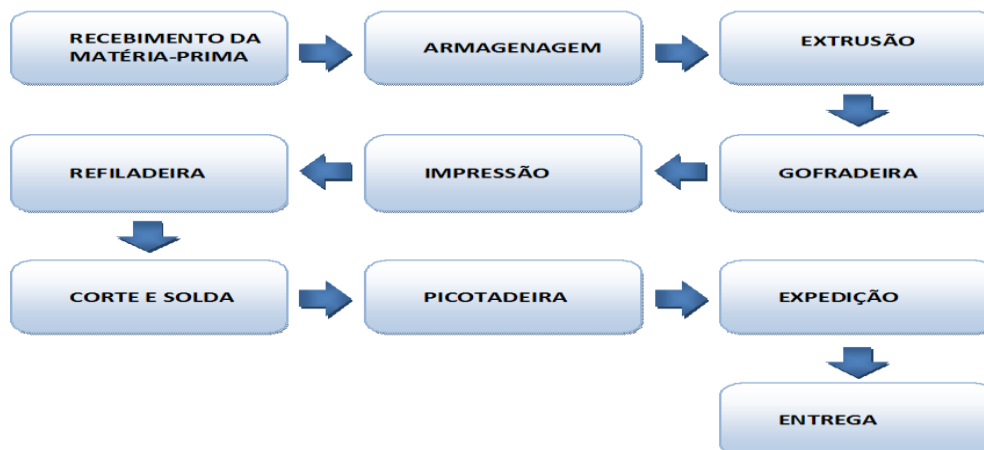 RECEBIMENTO DA
MATÉRIA-PRIMA
ARMAGENAGEM
EXTRUSÃO
GOFRADEIRA
IMPRESSÃO
REFILADEIRA
CORTE E SOLDA
PICOTADEIRA
EXPEDIÇÃO
ENTREGA